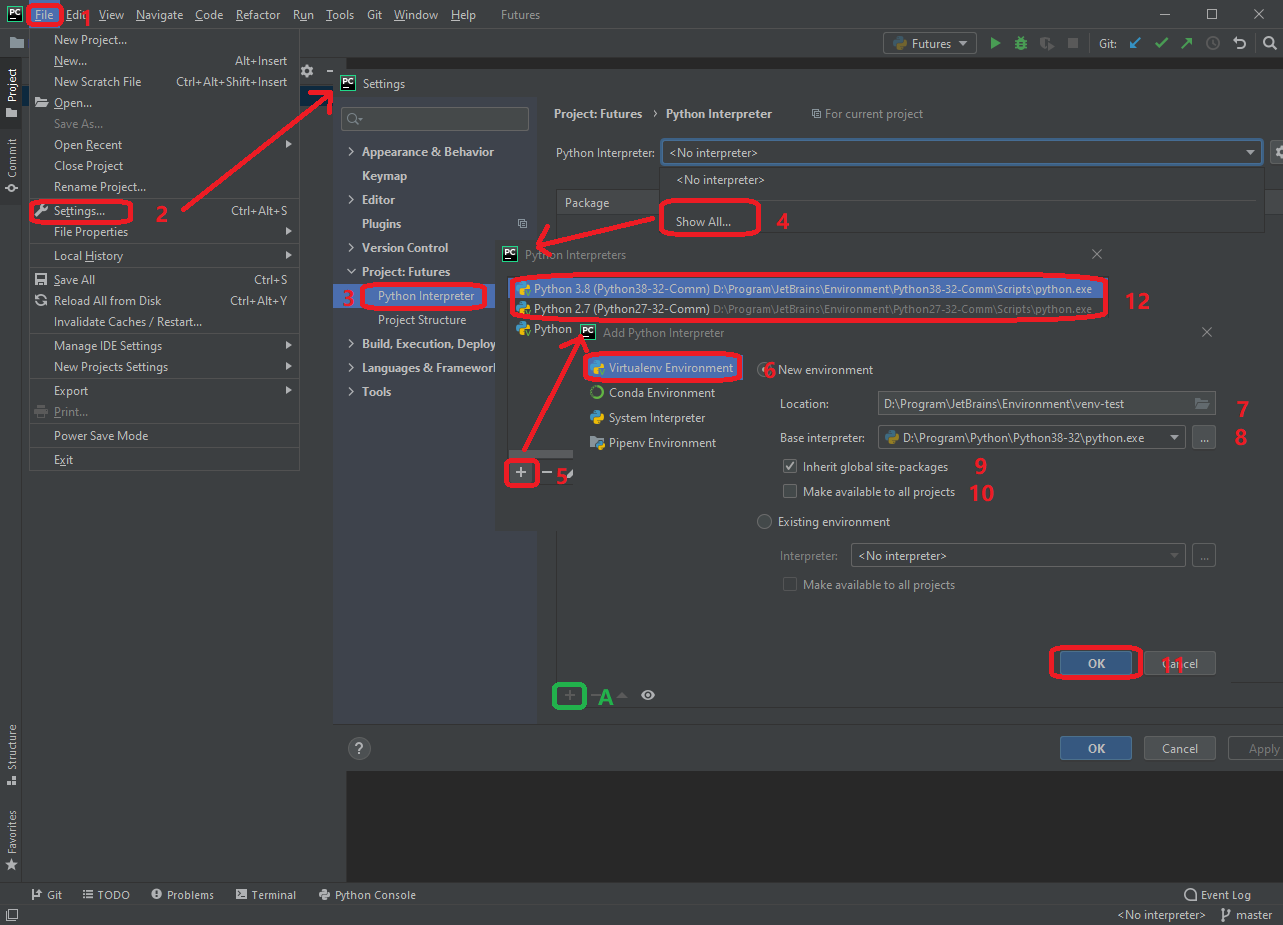 PC File Edit View Navigate Code Refactor Run Tools Git Window Help Futures
1
New Project...
New... Alt+Insert
New Scratch File Ctrl+Alt+Shift+Insert
Open...
Save As...
Open Recent
Close Project
Rename Project...
Settings... 2 Ctrl+Alt+S
File Properties
Local History
Save All Ctrl+S
Reload All from Disk Ctrl+Alt+Y
Invalidate Caches / Restart...
Manage IDE Settings
New Projects Settings
Export
Print...
Power Save Mode
Exit
Futures Git:
Project
Commit
Structure
Favorites
PC Settings
Appearance & Behavior
Keymap
Editor
Plugins
Version Control
Project: Futures
3 Python Interpreter
Project Structure
Build, Execution, Deploy
Languages & Framework
Tools
Project: Futures › Python Interpreter For current project
Python Interpreter: <No interpreter>
<No interpreter>
Package
Show All... 4
PC Python Interpreters
Python 3.8 (Python38-32-Comm) D:\Program\JetBrains\Environment\Python38-32-Comm\Scripts\python.exe
12
Python 2.7 (Python27-32-Comm) D:\Program\JetBrains\Environment\Python27-32-Comm\Scripts\python.exe
Python
5
PC Add Python Interpreter
Virtualenv Environment 6
Conda Environment
System Interpreter
Pipenv Environment
New environment
Location: D:\Program\JetBrains\Environment\venv-test 7
Base interpreter: D:\Program\Python\Python38-32\python.exe ... 8
Inherit global site-packages 9
Make available to all projects 10
Existing environment
Interpreter: <No interpreter> ...
Make available to all projects
OK Cancel 11
A
? OK Cancel Apply
Git TODO Problems Terminal Python Console Event Log
<No interpreter> master